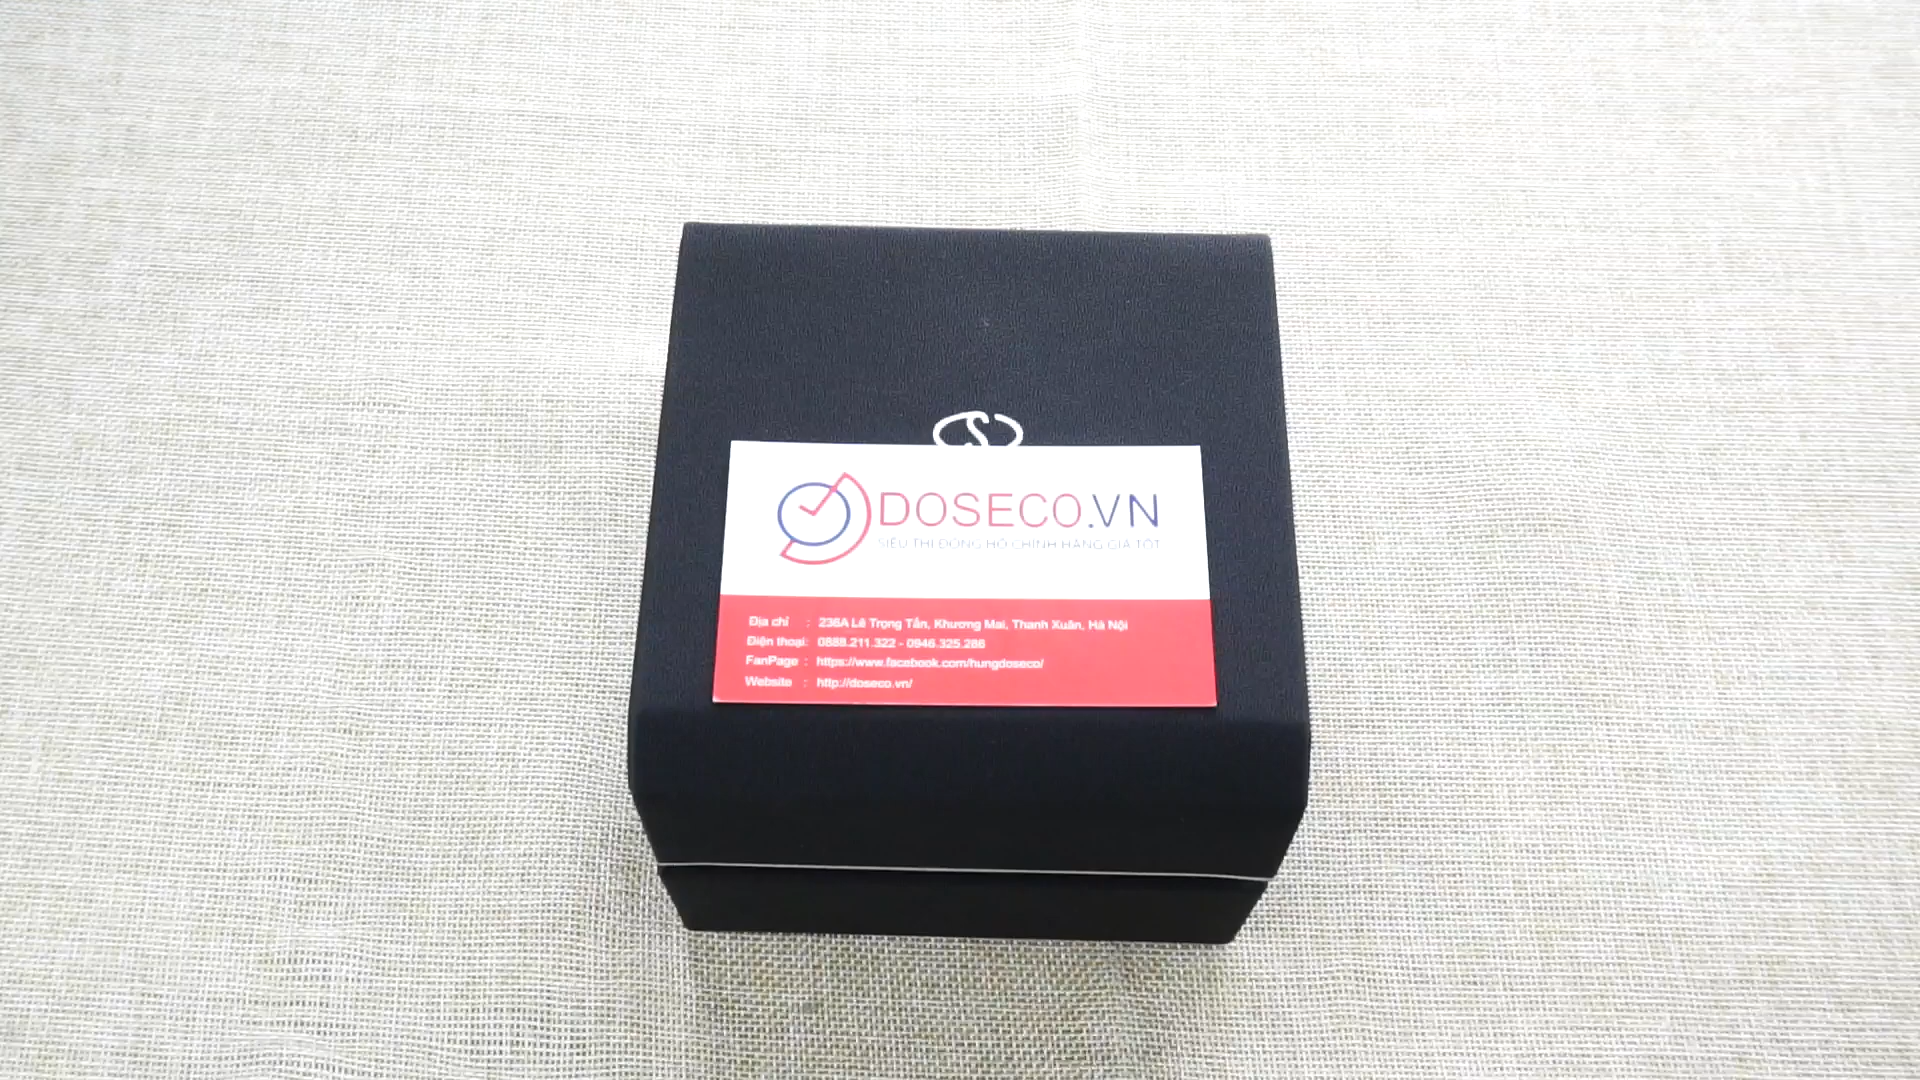 S
DOSECO.VN
SIÊU THỊ ĐỒNG HỒ CHÍNH HÃNG GIÁ TỐT
Địa chỉ : 236A Lê Trọng Tấn, Khương Mai, Thanh Xuân, Hà Nội
Điện thoại: 0888.211.322 - 0946.325.286
FanPage : https://www.facebook.com/hungdoseco/
Website : http://doseco.vn/